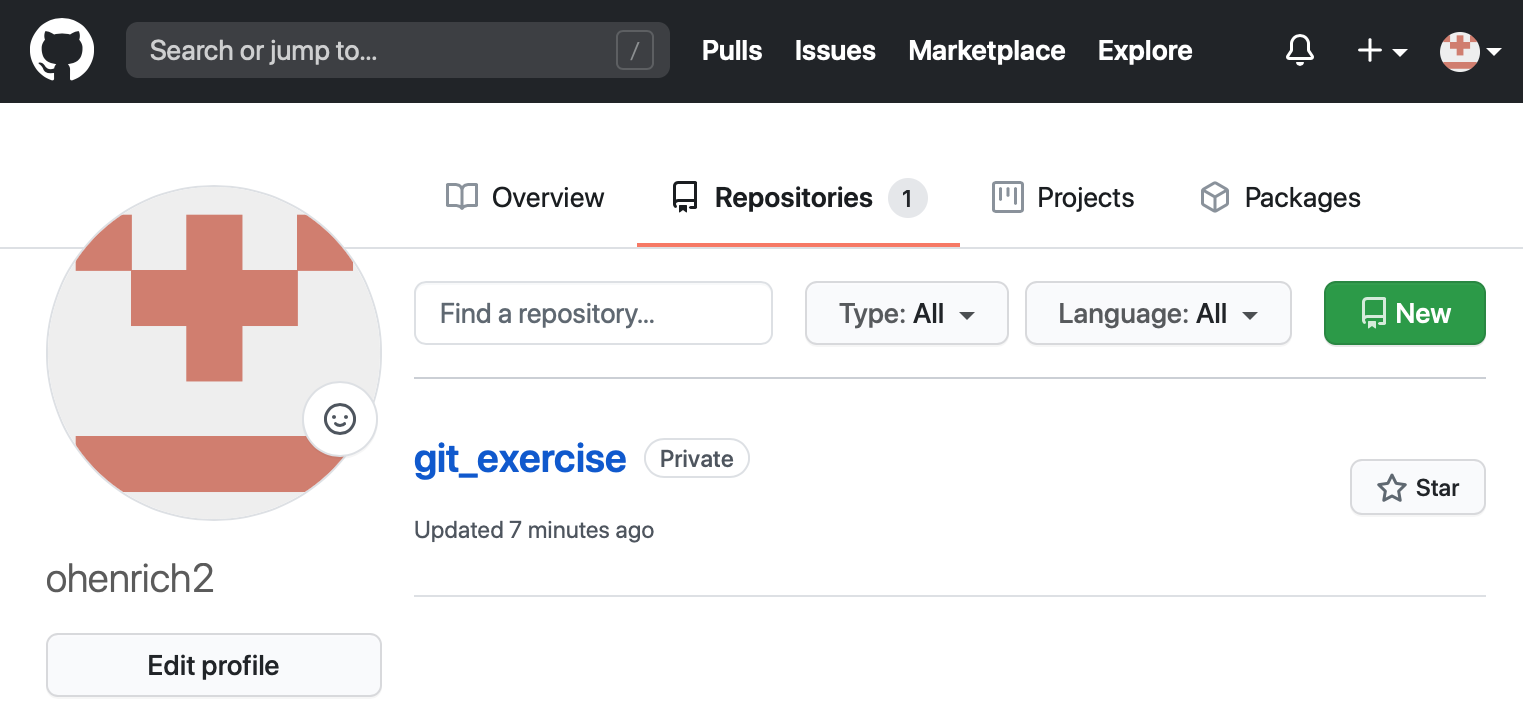 Search or jump to... /
Pulls Issues Marketplace Explore
Overview Repositories 1 Projects Packages
Find a repository... Type: All Language: All New
git_exercise Private
Star
Updated 7 minutes ago
ohenrich2
Edit profile